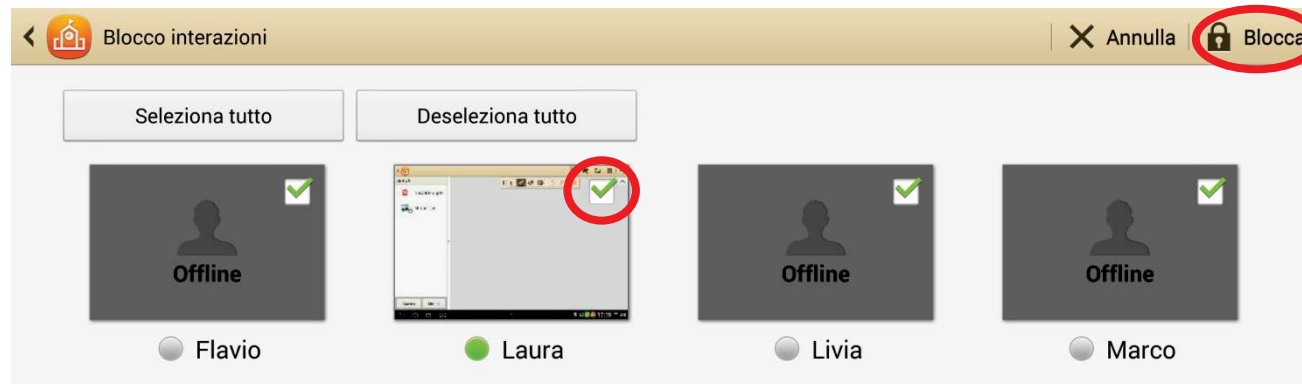 Blocco interazioni
Annulla
Blocca
Seleziona tutto
Deseleziona tutto
Offline
Offline
Offline
Flavio
Laura
Livia
Marco